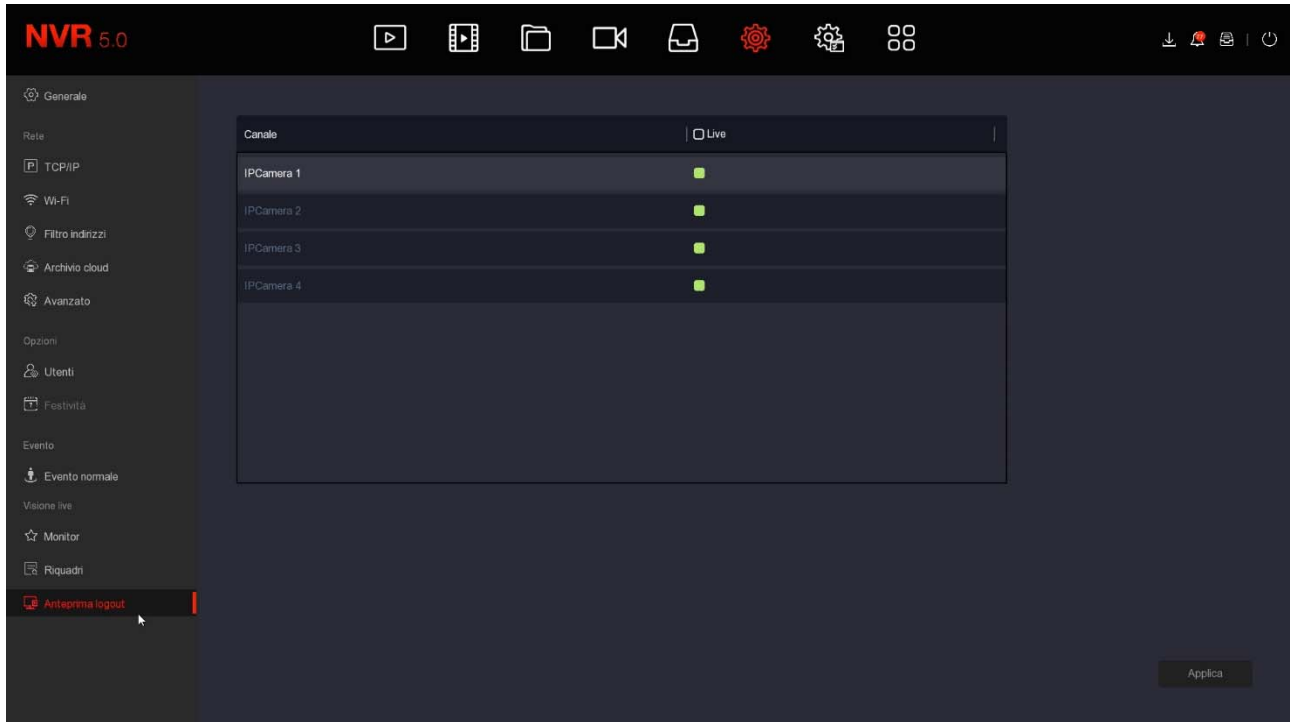 NVR 5.0
Generale
Rete
TCP/IP
Wi-Fi
Filtro indirizzi
Archivio cloud
Avanzato
Opzioni
Utenti
Festività
Evento
Evento normale
Visione live
Monitor
Riquadri
Anteprima logout
Canale Live
IPCamera 1
IPCamera 2
IPCamera 3
IPCamera 4
Applica